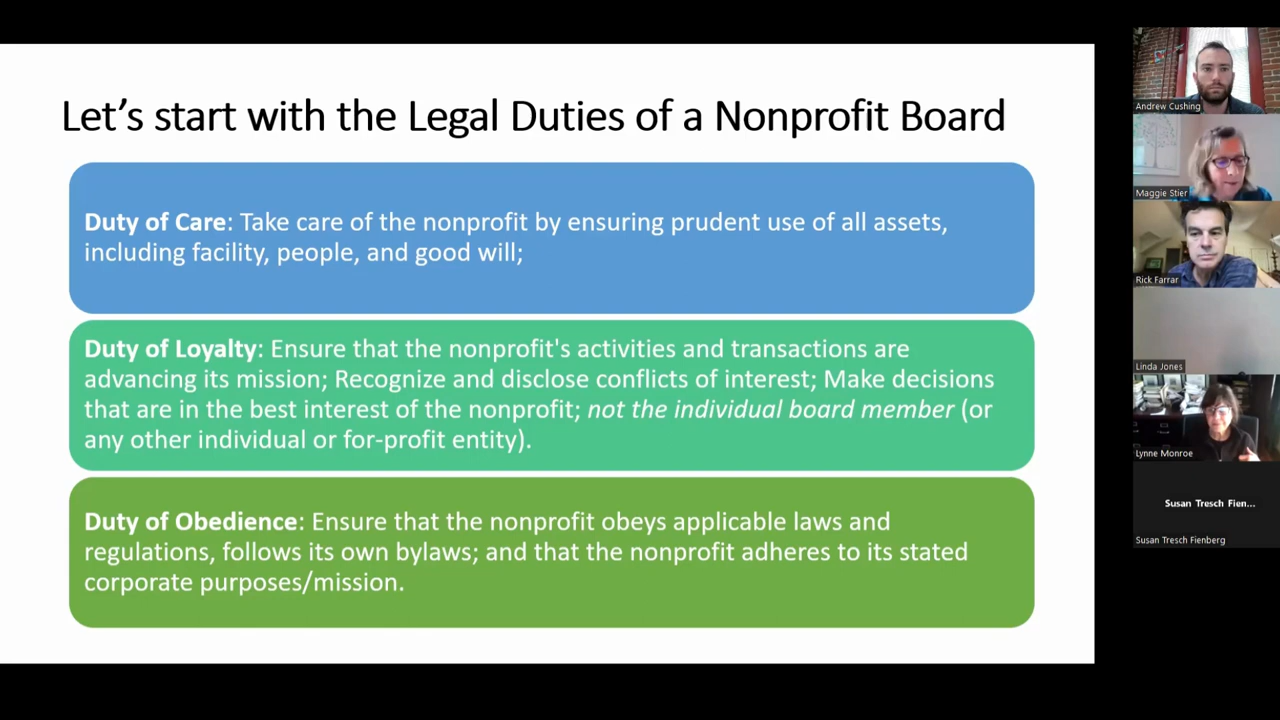 Let's start with the Legal Duties of a Nonprofit Board
Duty of Care: Take care of the nonprofit by ensuring prudent use of all assets,
including facility, people, and good will;
Duty of Loyalty: Ensure that the nonprofit's activities and transactions are
advancing its mission; Recognize and disclose conflicts of interest; Make decisions
that are in the best interest of the nonprofit; not the individual board member (or
any other individual or for-profit entity).
Duty of Obedience: Ensure that the nonprofit obeys applicable laws and
regulations, follows its own bylaws; and that the nonprofit adheres to its stated
corporate purposes/mission.
Andrew Cushing
Maggie Stier
Rick Farrar
Linda Jones
Lynne Monroe
Susan Tresch Fien...
Susan Tresch Fienberg